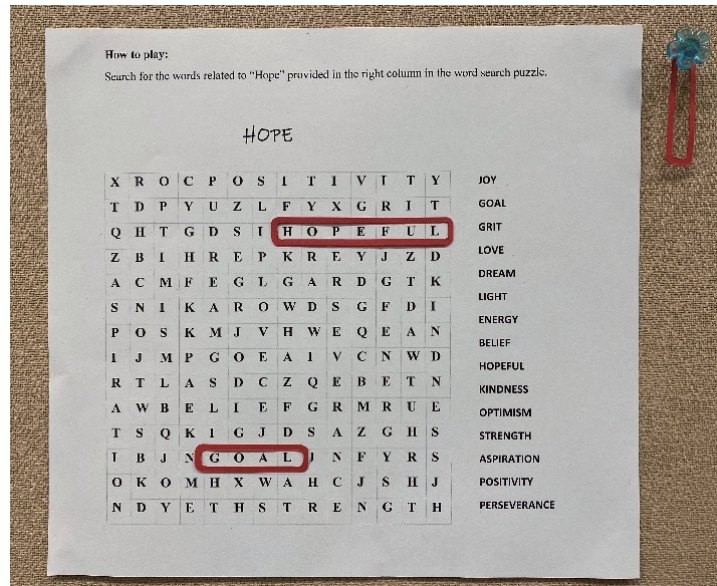 How to play:
Search for the words related to "Hope" provided in the right column in the word search puzzle.
HOPE
X R O C P O S I T I V I T Y
T D P Y U Z L F Y X G R I T
Q H T G D S I H O P E F U L
Z B I H R E P K R E Y J Z D
A C M F E G L G A R D G T K
S N I K A R O W D S G F D I
P O S K M J V H W E Q E A N
I J M P G O E A I V C N W D
R T L A S D C Z Q E B E T N
A W B E L I E F G R M R U E
T S Q K I G J D S A Z G H S
I B J N G O A L J N F Y R S
O K O M H X W A H C J S H J
N D Y E T H S T R E N G T H
JOY
GOAL
GRIT
LOVE
DREAM
LIGHT
ENERGY
BELIEF
HOPEFUL
KINDNESS
OPTIMISM
STRENGTH
ASPIRATION
POSITIVITY
PERSEVERANCE